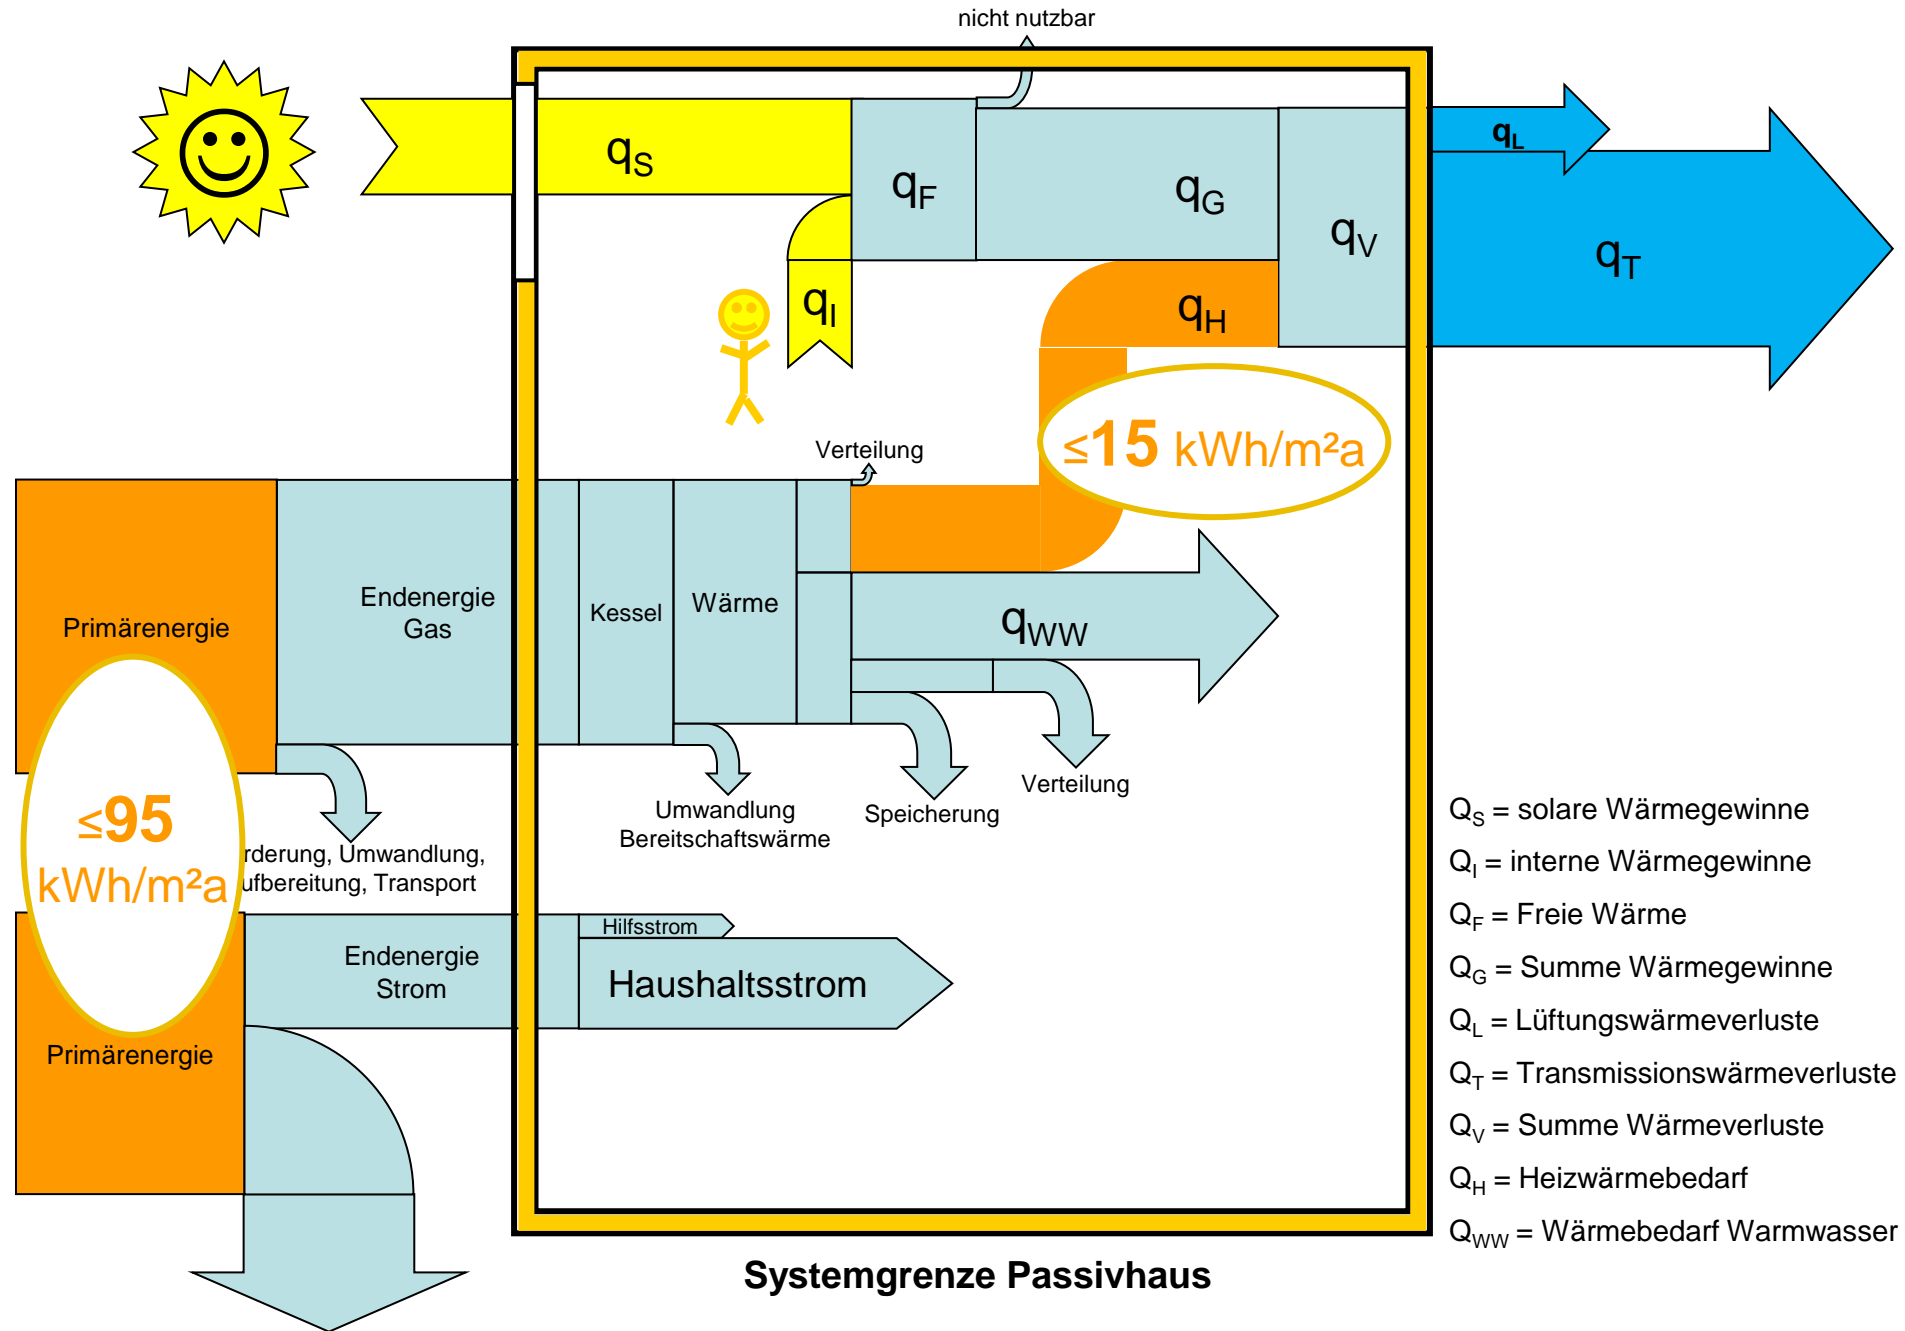 nicht nutzbar
qS
qF
qG
qV
qL
qT
qI
qH
≤15 kWh/m²a
Verteilung
Primärenergie
Endenergie
Gas
Kessel
Wärme
qWW
Verteilung
Umwandlung
Bereitschaftswärme
Speicherung
≤95
kWh/m²a
Umwandlung,
Transport
Endenergie
Strom
Hilfsstrom
Haushaltsstrom
Primärenergie
QS = solare Wärmegewinne
QI = interne Wärmegewinne
QF = Freie Wärme
QG = Summe Wärmegewinne
QL = Lüftungswärmeverluste
QT = Transmissionswärmeverluste
QV = Summe Wärmeverluste
QH = Heizwärmebedarf
QWW = Wärmebedarf Warmwasser
Systemgrenze Passivhaus